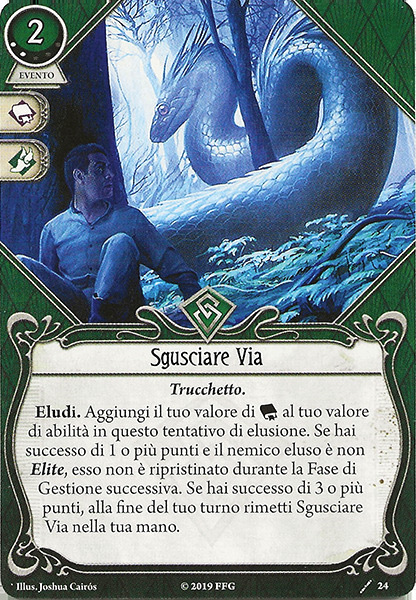 2
EVENTO
Sgusciare Via
Trucchetto.
Eludi. Aggiungi il tuo valore di al tuo valore
di abilità in questo tentativo di elusione. Se hai
successo di 1 o più punti e il nemico eluso è non
Elite, esso non è ripristinato durante la Fase di
Gestione successiva. Se hai successo di 3 o più
punti, alla fine del tuo turno rimetti Sgusciare
Via nella tua mano.
Illus. Joshua Cairós © 2019 FFG 24